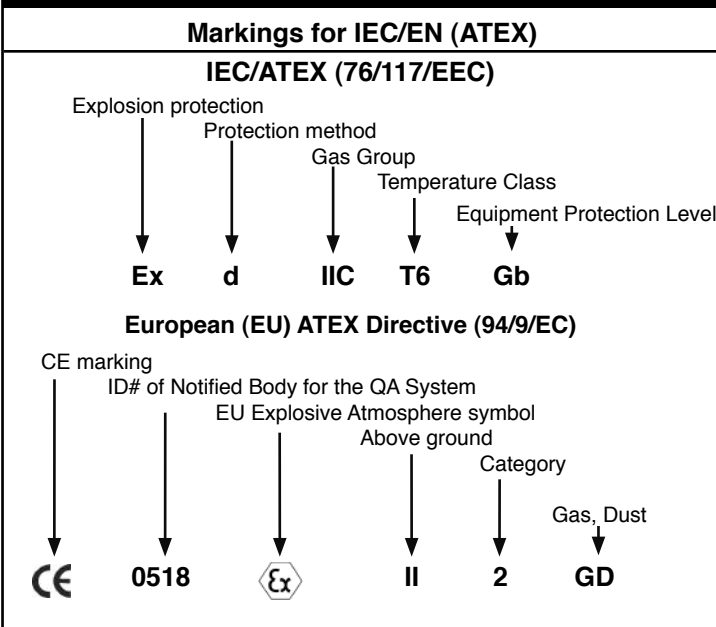 Markings for IEC/EN (ATEX)
IEC/ATEX (76/117/EEC)
Explosion protection
Protection method
Gas Group
Temperature Class
Equipment Protection Level
Ex d IIC T6 Gb
European (EU) ATEX Directive (94/9/EC)
CE marking
ID# of Notified Body for the QA System
EU Explosive Atmosphere symbol
Above ground
Category
Gas, Dust
CE 0518 Ex II 2 GD